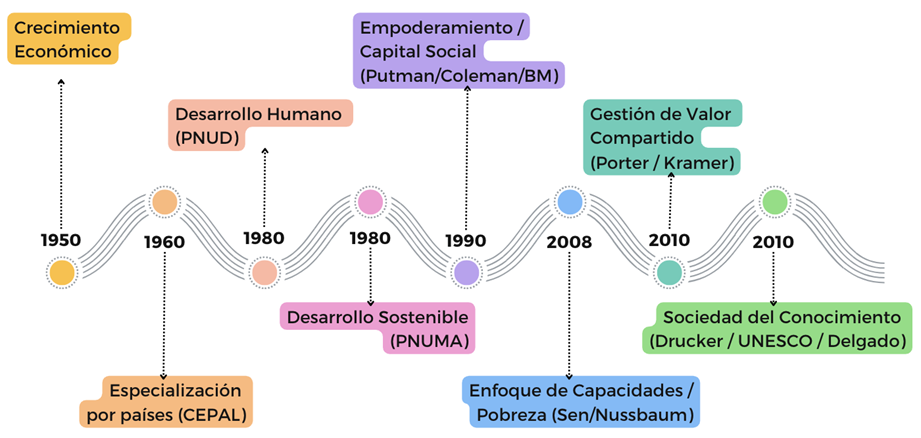 Crecimiento
Económico
1950
1960
Especialización
por países (CEPAL)
Desarrollo Humano
(PNUD)
1980
1980
Desarrollo Sostenible
(PNUMA)
Empoderamiento /
Capital Social
(Putman/Coleman/BM)
1990
2008
Enfoque de Capacidades /
Pobreza (Sen/Nussbaum)
Gestión de Valor
Compartido
(Porter / Kramer)
2010
2010
Sociedad del Conocimiento
(Drucker / UNESCO / Delgado)